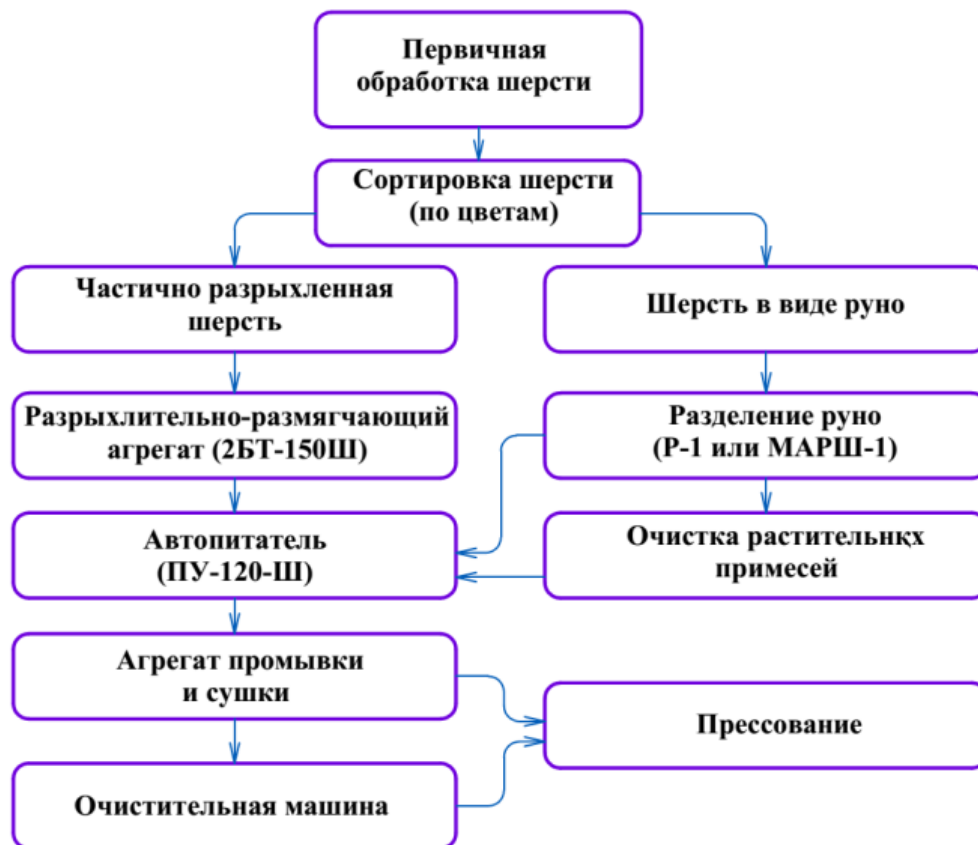 Первичная
обработка шерсти
Сортировка шерсти
(по цветам)
Частично разрыхленная
шерсть
Шерсть в виде руно
Разрыхлительно-размягчающий
агрегат (2БТ-150Ш)
Разделение руно
(Р-1 или МАРШ-1)
Автопитатель
(ПУ-120-Ш)
Очистка растительнқх
примесей
Агрегат промывки
и сушки
Прессование
Очистительная машина